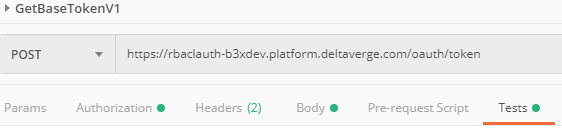 GetBaseTokenV1
POST https://rbaclauth-b3xdev.platform.deltaverge.com/oauth/token
Params Authorization Headers (2) Body Pre-request Script Tests